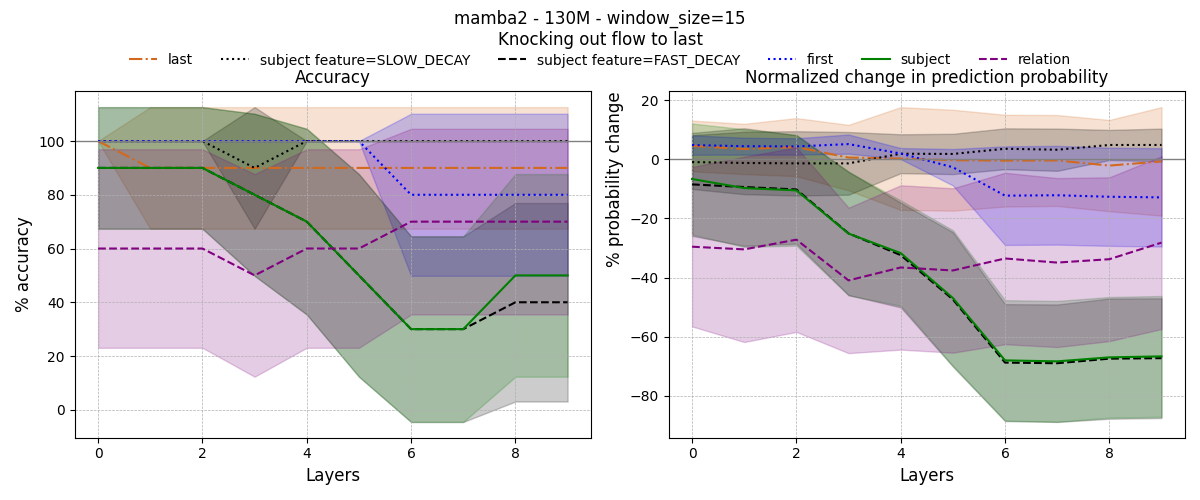 mamba2 - 130M - window_size=15
Knocking out flow to last
last
subject feature=SLOW_DECAY
subject feature=FAST_DECAY
first
subject
relation
Accuracy
% accuracy
100
80
60
40
20
0
0 2 4 6 8
Layers
Normalized change in prediction probability
% probability change
20
0
−20
−40
−60
−80
0 2 4 6 8
Layers